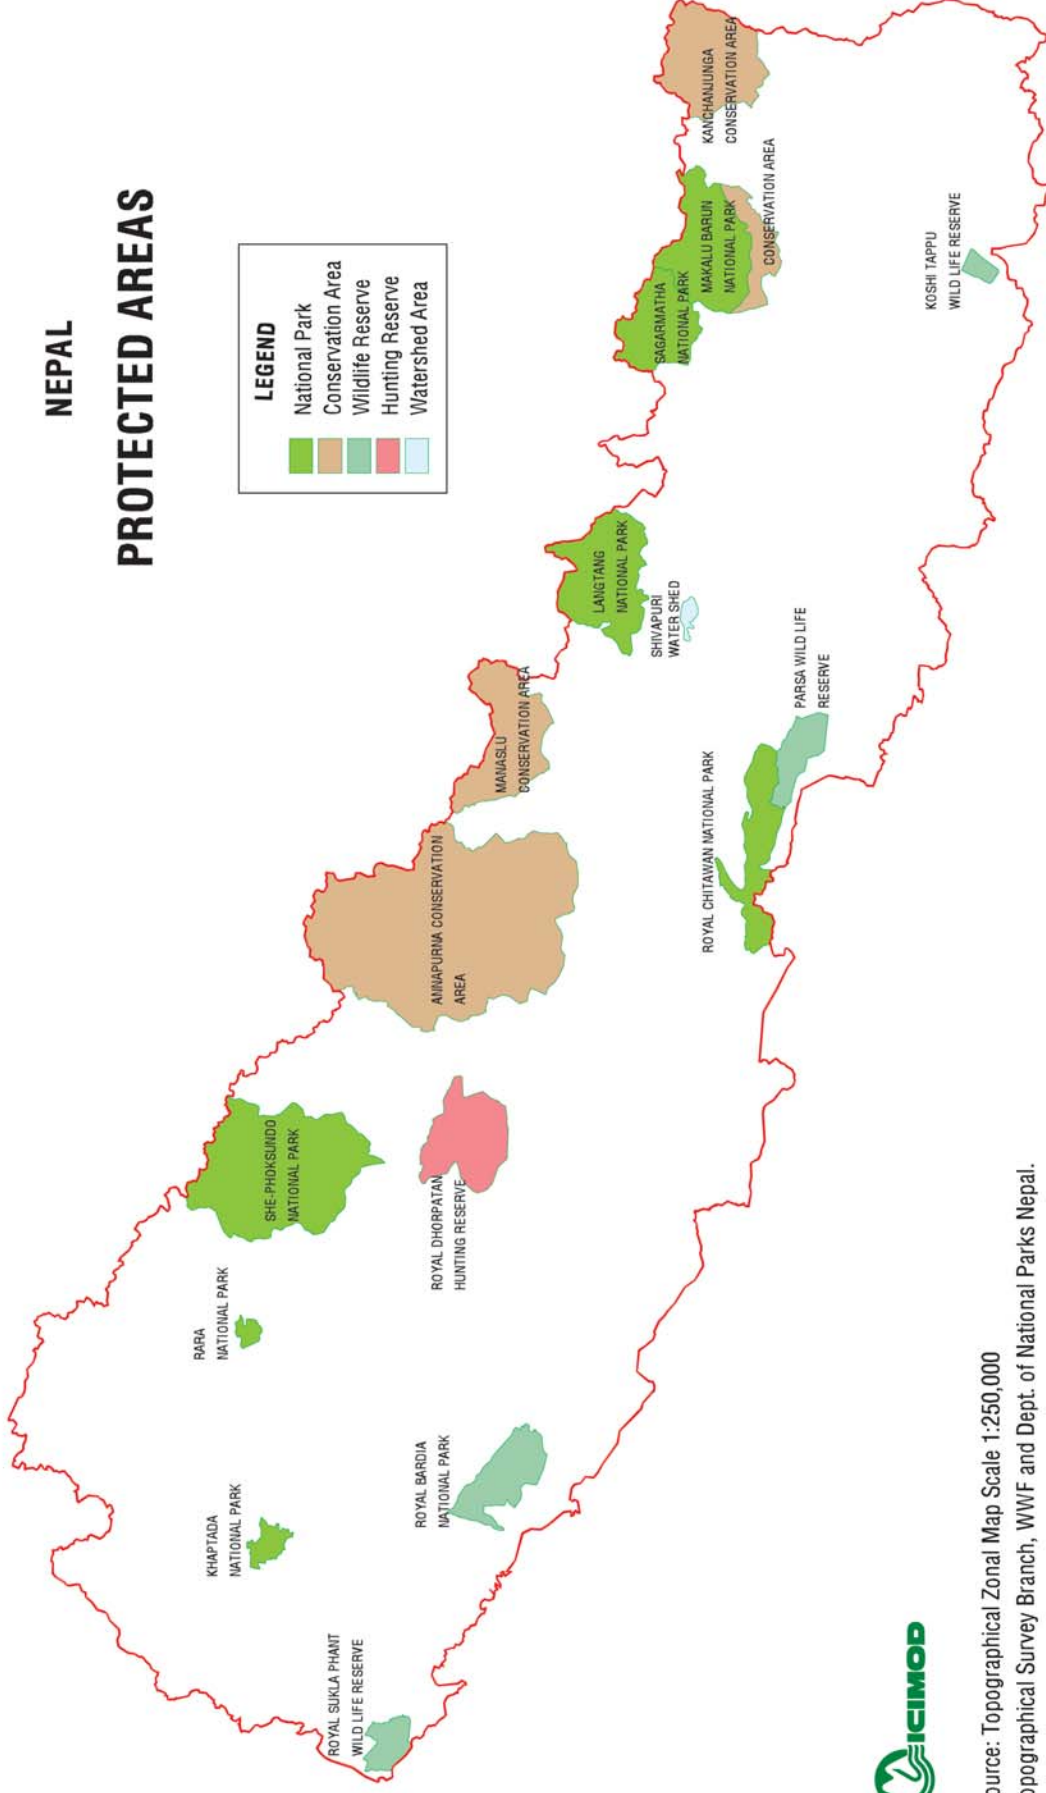 NEPAL
PROTECTED AREAS
LEGEND
National Park
Conservation Area
Wildlife Reserve
Hunting Reserve
Watershed Area
ROYAL SUKLA PHANT
WILD LIFE RESERVE
KHAPTADA
NATIONAL PARK
ROYAL BARDIA
NATIONAL PARK
RARA
NATIONAL PARK
SHE-PHOKSUNDO
NATIONAL PARK
ROYAL DHORPATAN
HUNTING RESERVE
ANNAPURNA CONSERVATION
AREA
MANASLU
CONSERVATION AREA
ROYAL CHITAWAN NATIONAL PARK
PARSA WILD LIFE
RESERVE
LANGTANG
NATIONAL PARK
SHIVAPURI
WATER SHED
SAGARMATHA
NATIONAL PARK
MAKALU BARUN
NATIONAL PARK
CONSERVATION AREA
KANCHANJUNGA
CONSERVATION AREA
KOSHI TAPPU
WILD LIFE RESERVE
ICIMOD
ource: Topographical Zonal Map Scale 1:250,000
opographical Survey Branch, WWF and Dept. of National Parks Nepal.